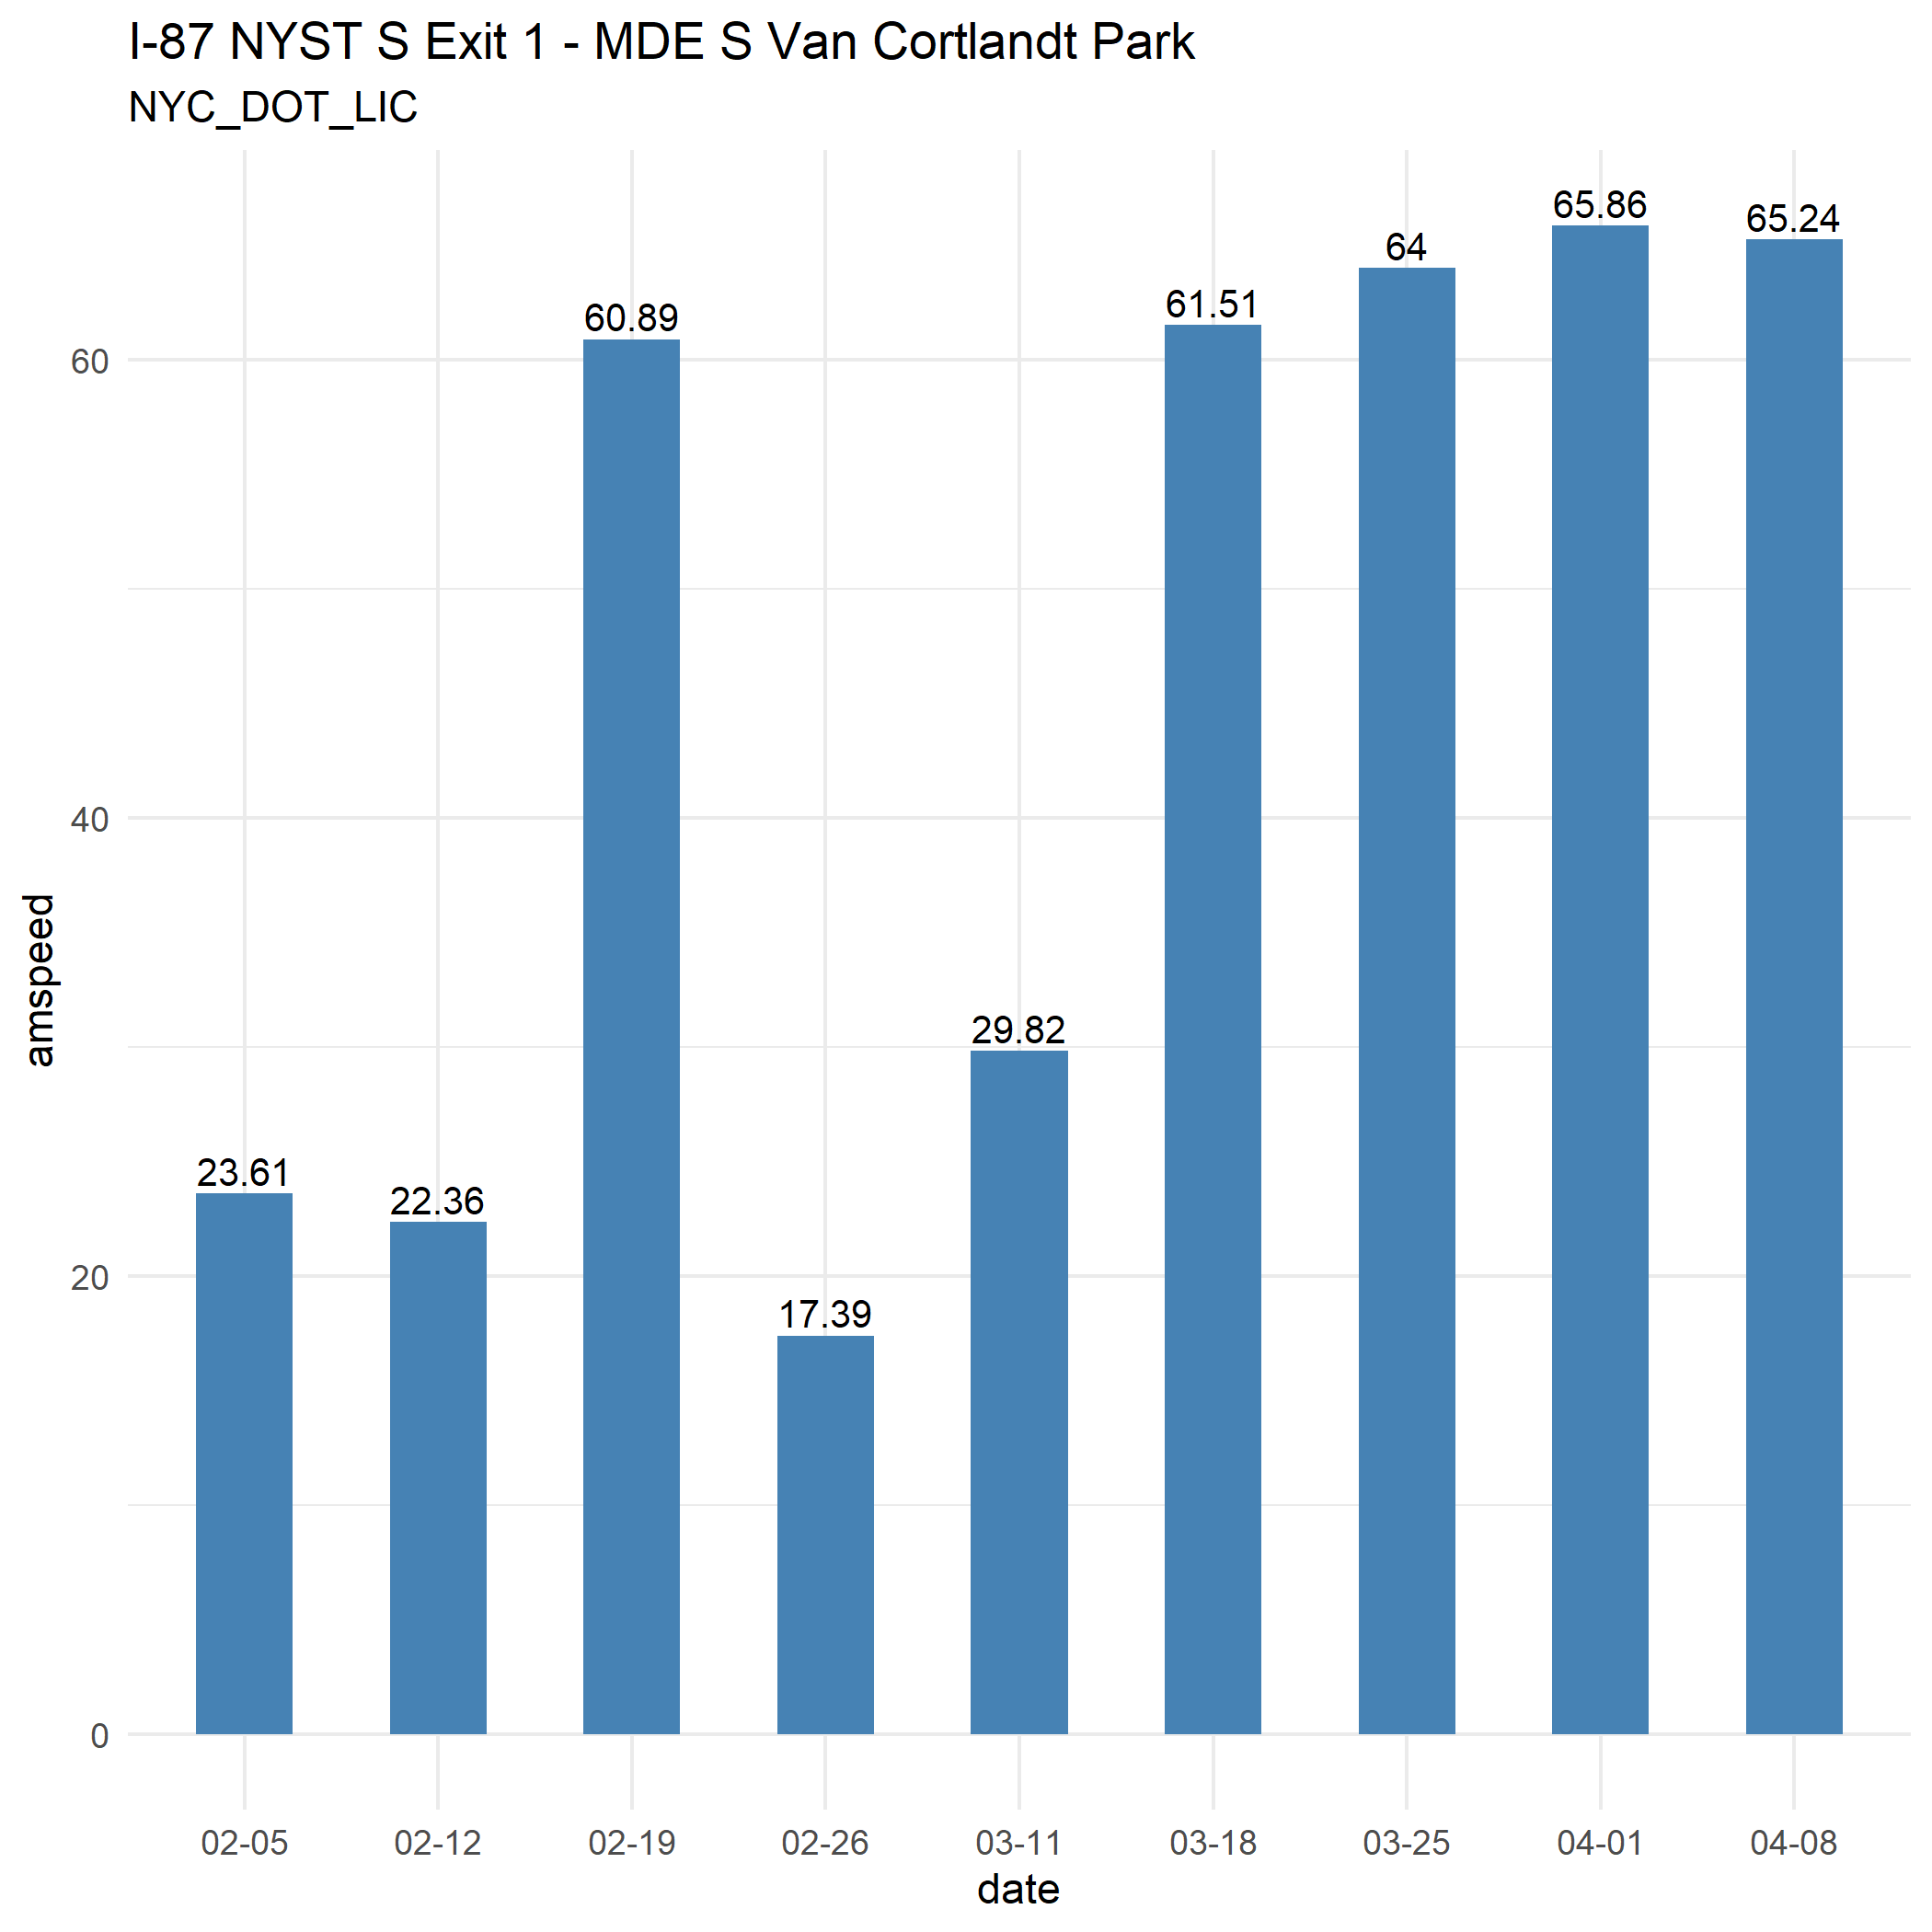 I-87 NYST S Exit 1 - MDE S Van Cortlandt Park
NYC_DOT_LIC
65.86
65.24
64
61.51
60.89
60
40
amspeed
29.82
23.61
22.36
20
17.39
0
02-05 02-12 02-19 02-26 03-11 03-18 03-25 04-01 04-08
date